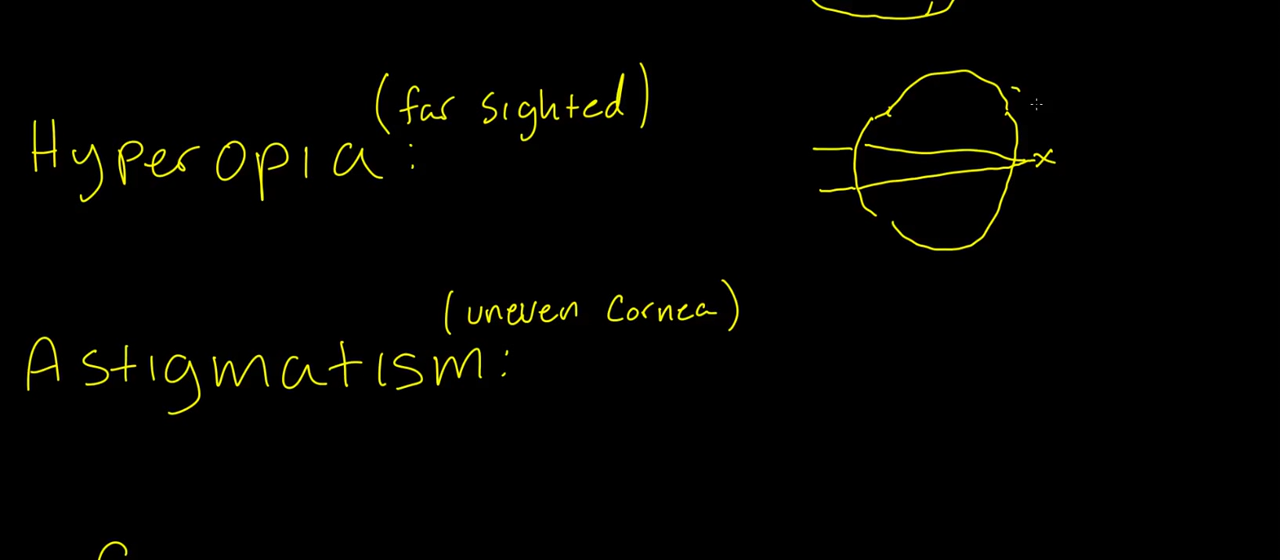 (far sighted)
Hyperopia:
x
(uneven cornea)
Astigmatism: